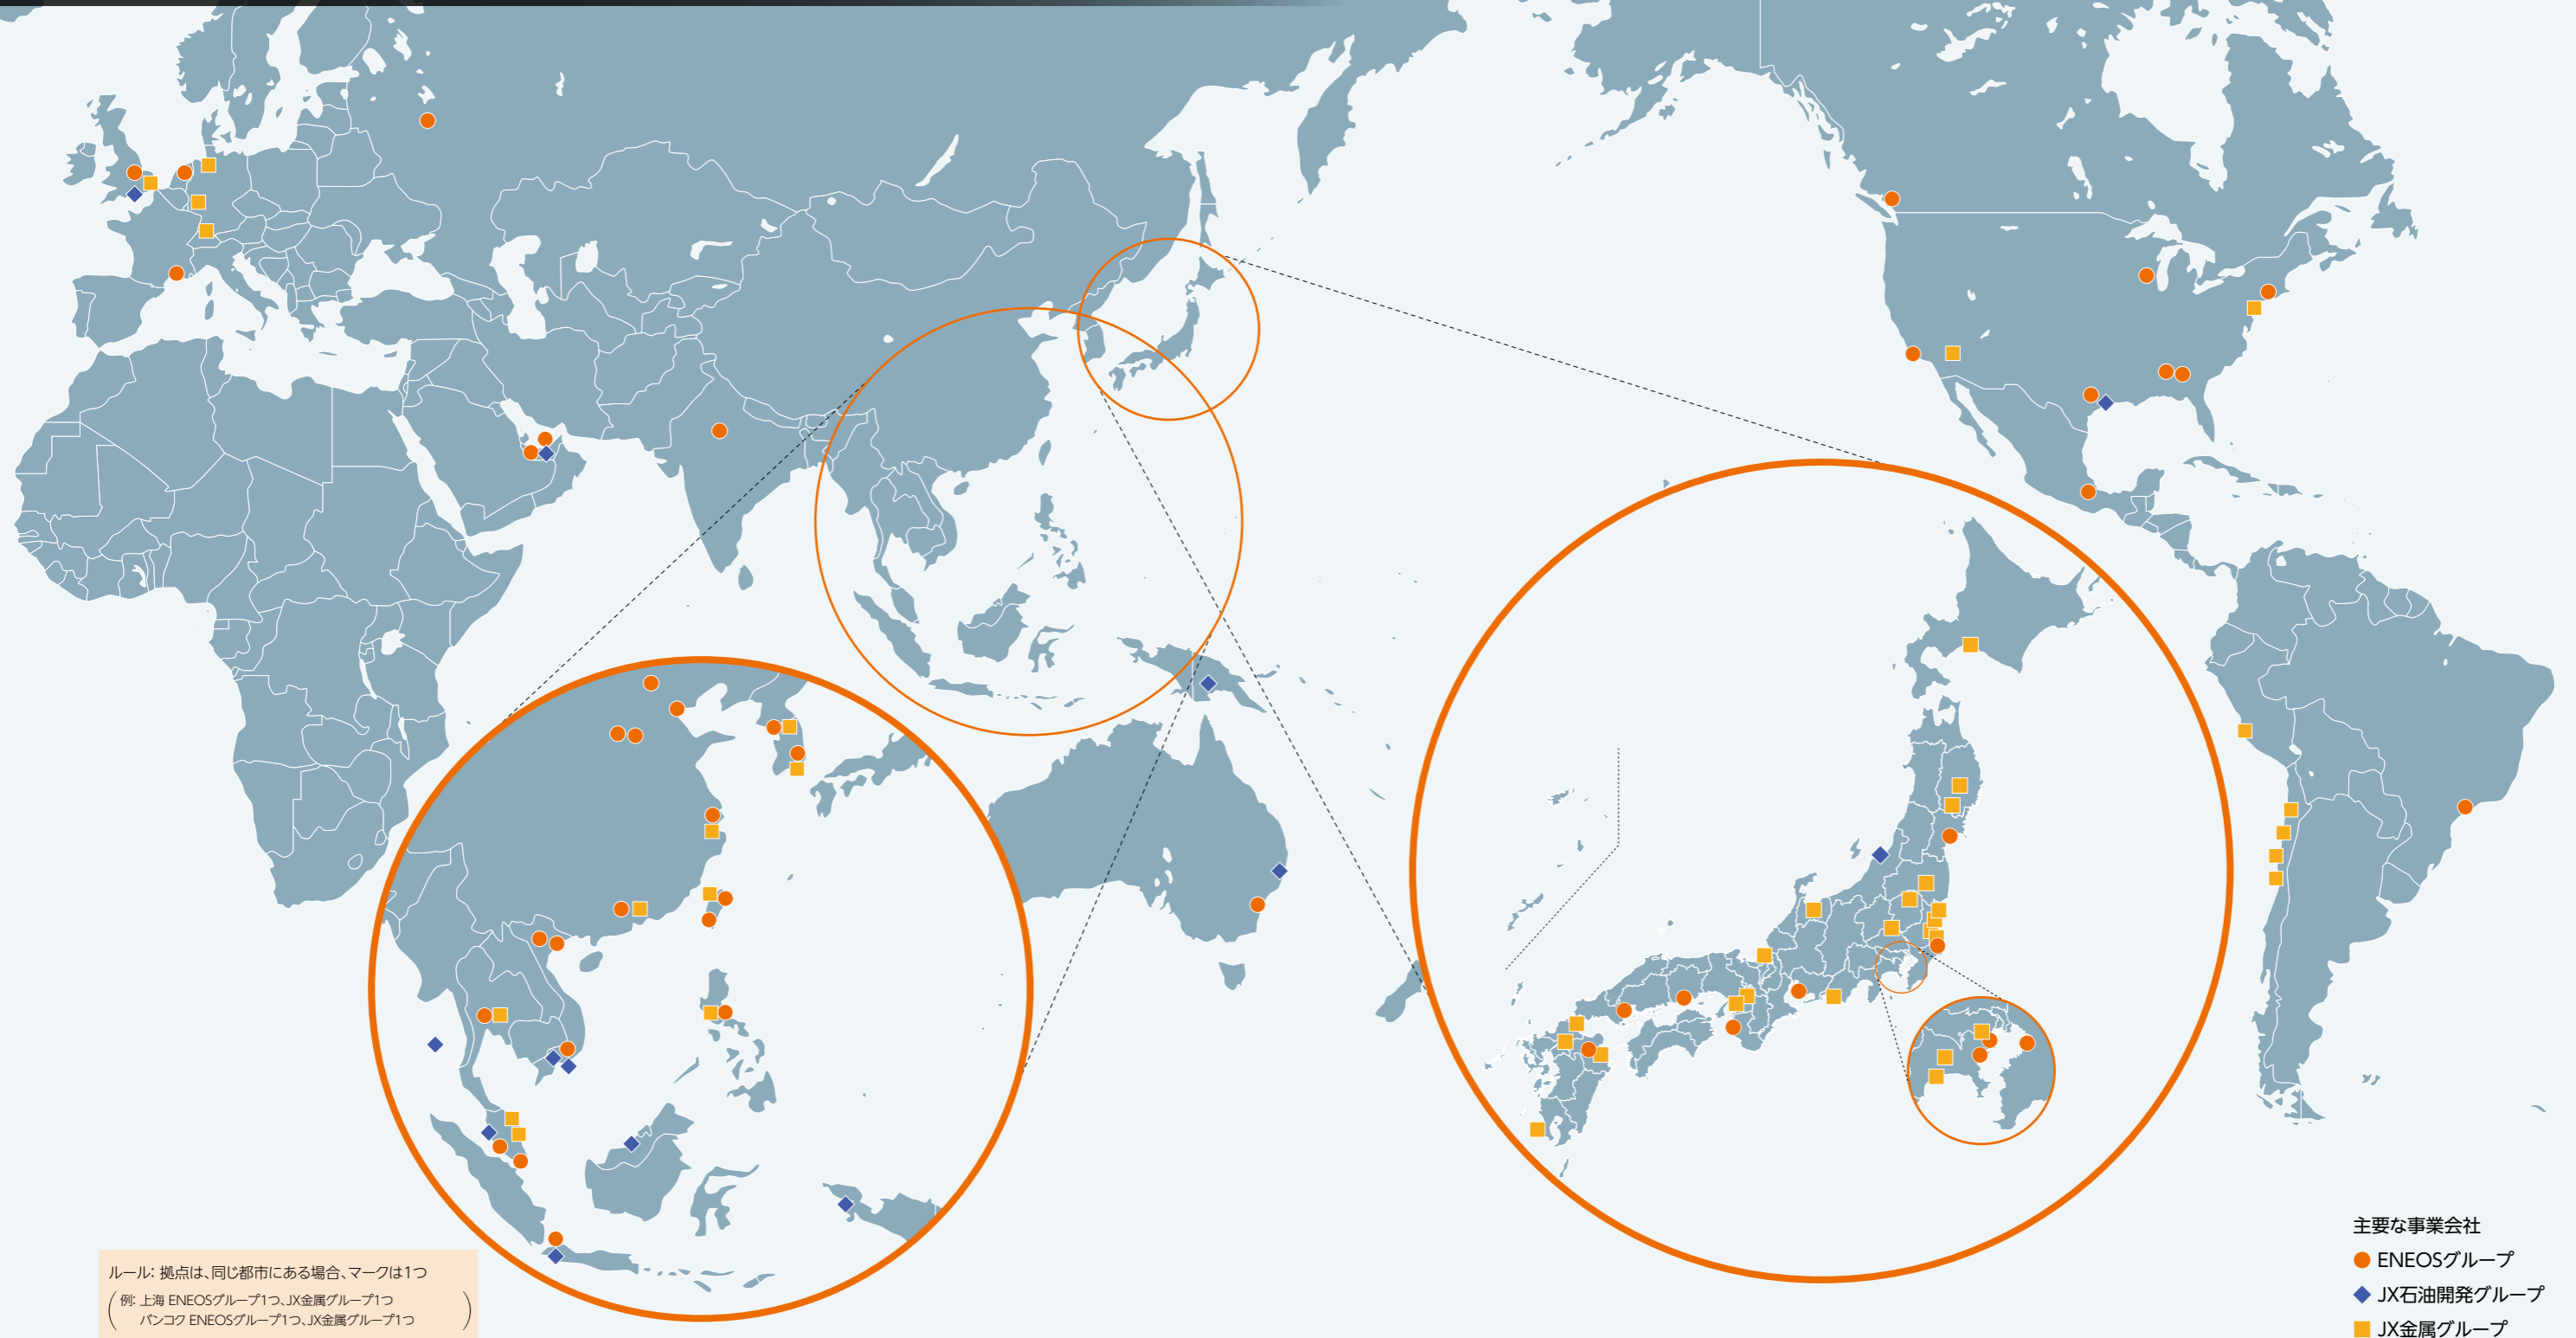 ルール: 拠点は、同じ都市にある場合、マークは1つ
例: 上海 ENEOSグループ1つ、JX金属グループ1つ
バンコク ENEOSグループ1つ、JX金属グループ1つ
主要な事業会社
ENEOSグループ
JX石油開発グループ
JX金属グループ